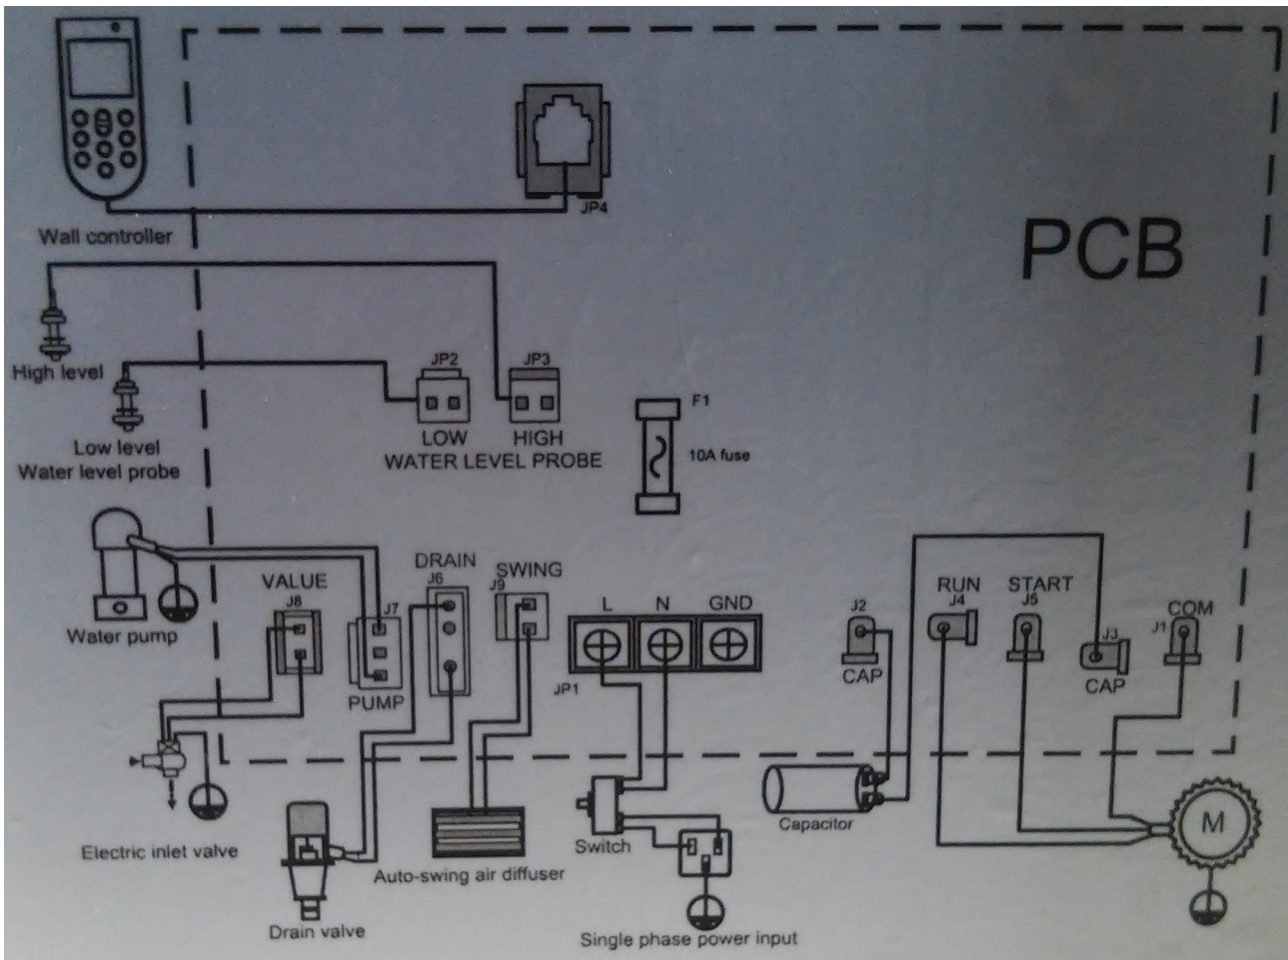 Wall controller
JP4
PCB
High level
JP2
JP3
LOW
HIGH
WATER LEVEL PROBE
Low level
Water level probe
F1
10A fuse
Water pump
VALUE
J8
J7
PUMP
DRAIN
J6
SWING
J9
L
N
GND
JP1
J2
CAP
RUN
J4
START
J5
J3
CAP
COM
J1
Electric inlet valve
Drain valve
Auto-swing air diffuser
Switch
Single phase power input
Capacitor
M